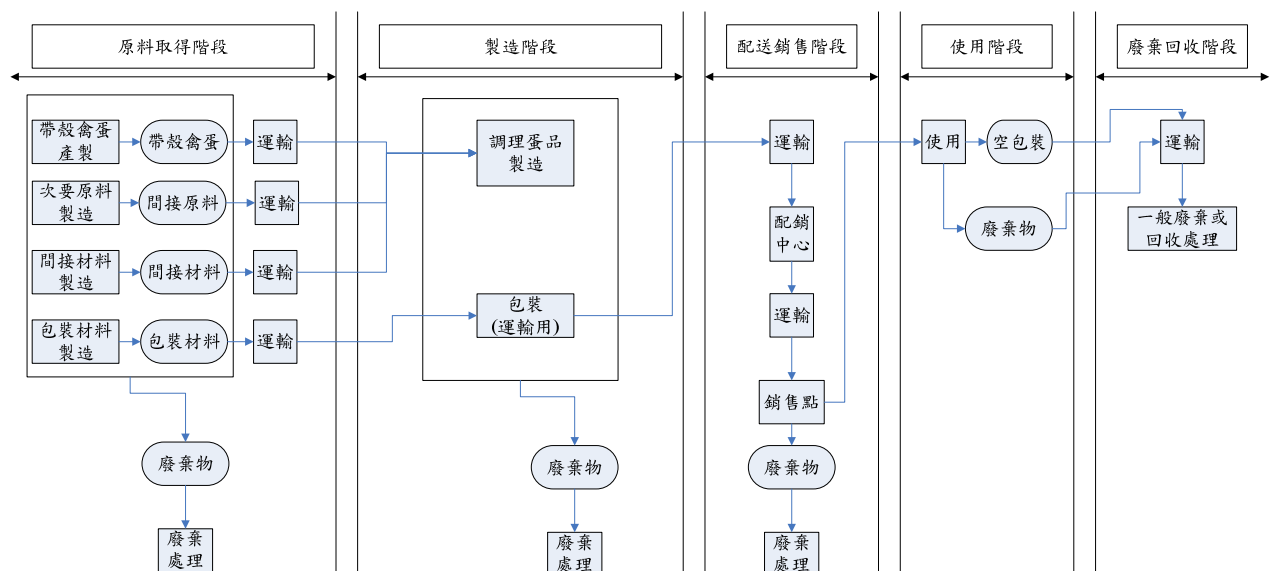 原料取得階段
製造階段
配送銷售階段
使用階段
廢棄回收階段
帶殼禽蛋
產製
帶殼禽蛋
運輸
次要原料
製造
間接原料
運輸
間接材料
製造
間接材料
運輸
包裝材料
製造
包裝材料
運輸
廢棄物
廢棄
處理
調理蛋品
製造
包裝
(運輸用)
廢棄物
廢棄
處理
運輸
配銷
中心
運輸
銷售點
廢棄物
廢棄
處理
使用
空包裝
廢棄物
運輸
一般廢棄或
回收處理